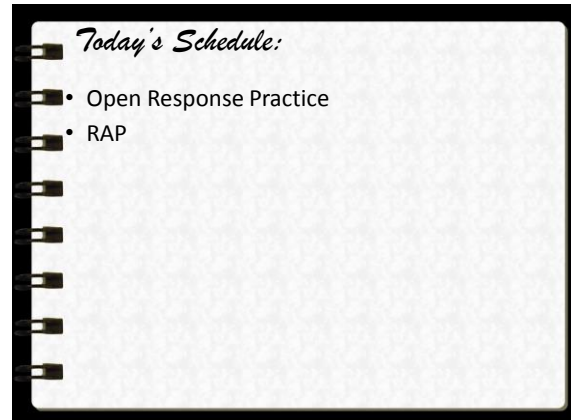 Today's Schedule:
• Open Response Practice
• RAP